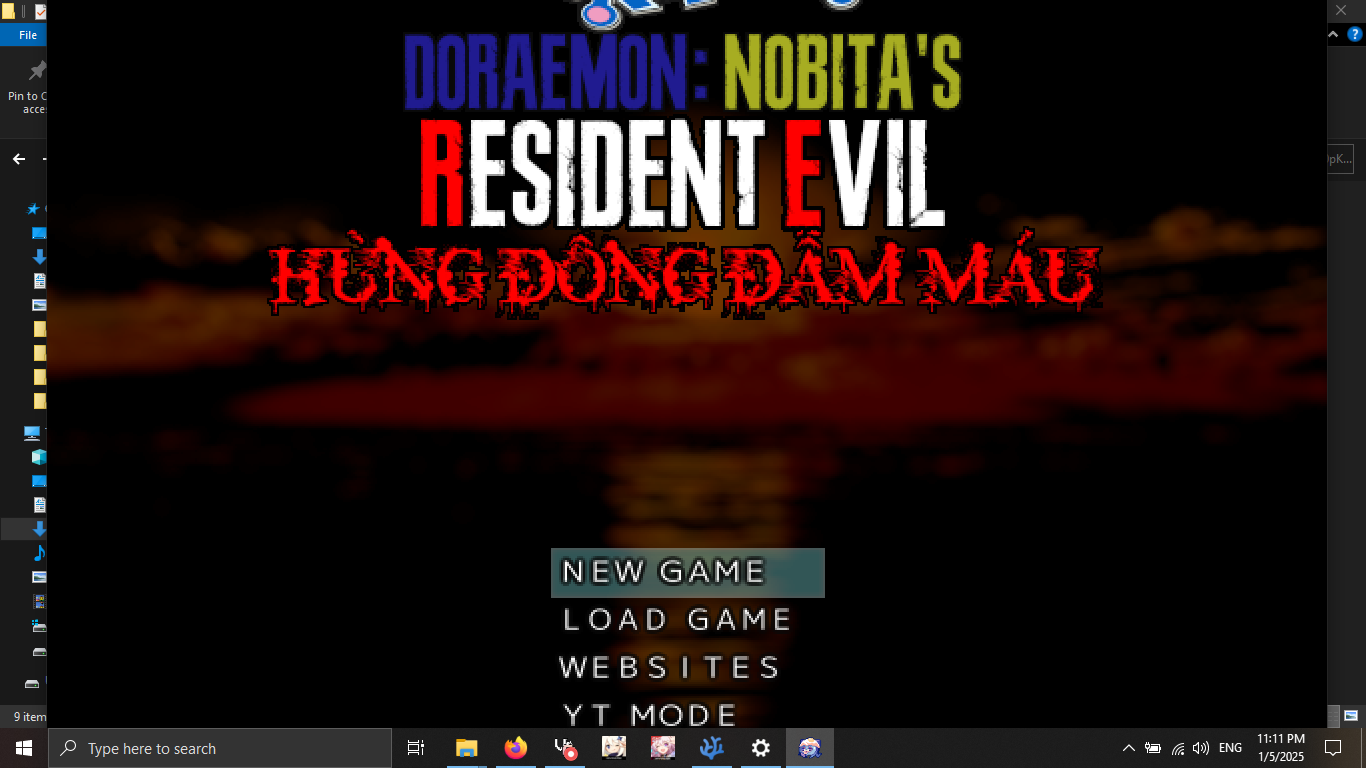 File
Pin to
acce
DORAEMON: NOBITA'S
RESIDENT EVIL
HỪNG ĐÔNG ĐẪM MÁU
NEW GAME
LOAD GAME
WEBSITES
YT MODE
9 item
Type here to search
ENG
11:11 PM
1/5/2025